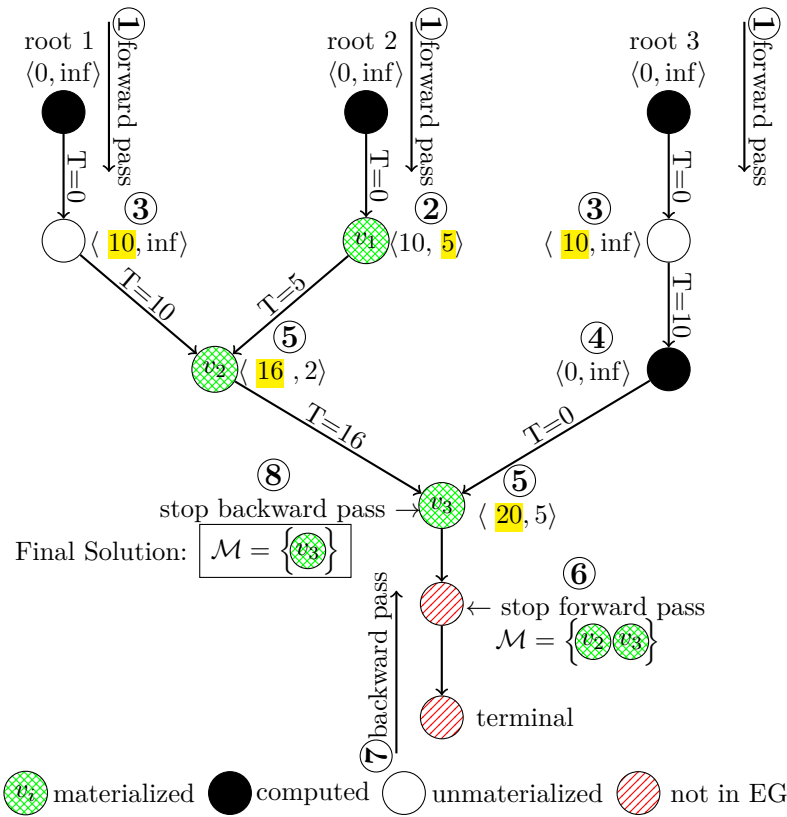 ① forward pass
① forward pass
① forward pass
root 1
root 2
root 3
⟨0, inf⟩
⟨0, inf⟩
⟨0, inf⟩
T=0
T=0
T=0
③
②
③
⟨ 10, inf⟩
v₁ ⟨10, 5⟩
⟨ 10, inf⟩
T=10
T=5
T=10
⑤
④
v₂ ⟨ 16 , 2⟩
⟨0, inf⟩
T=16
T=0
⑧
⑤
stop backward pass →
v₃ ⟨ 20, 5⟩
Final Solution: ℳ = {v₃}
⑥
← stop forward pass
ℳ = {v₂ v₃}
⑦ backward pass
terminal
vᵢ materialized
computed
unmaterialized
not in EG